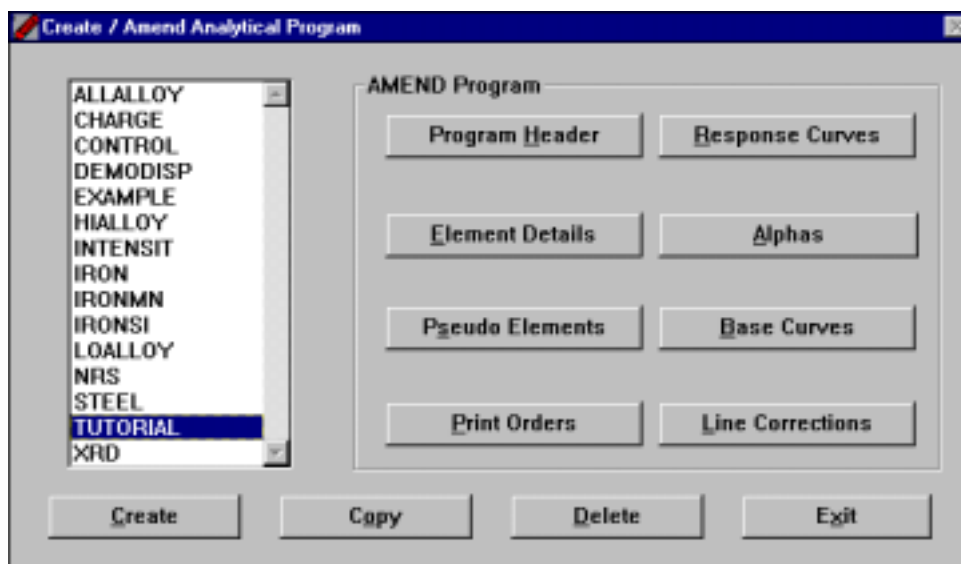 Create / Amend Analytical Program
ALLALLOY
CHARGE
CONTROL
DEMODISP
EXAMPLE
HIALLOY
INTENSIT
IRON
IRONMN
IRONSI
LOALLOY
NRS
STEEL
TUTORIAL
XRD
AMEND Program
Program Header
Response Curves
Element Details
Alphas
Pseudo Elements
Base Curves
Print Orders
Line Corrections
Create
Copy
Delete
Exit